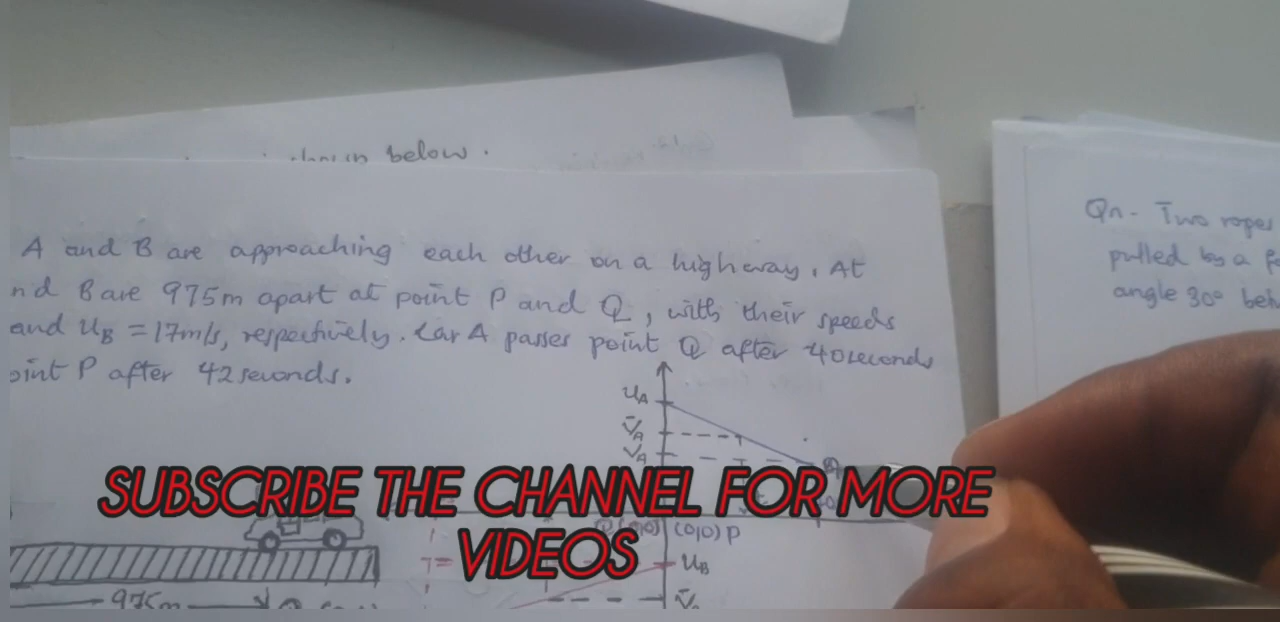 below.
A and B are approaching each other on a highway. At
nd B are 975m apart at point P and Q, with their speeds
and UB = 17m/s, respectively. Car A passes point Q after 40seconds
oint P after 42 seconds.
Qn. Two ropes
pulled by a
angle 30°
UA
V̄A
VA
SUBSCRIBE THE CHANNEL FOR MORE
VIDEOS
(0,0) P
UB
975m